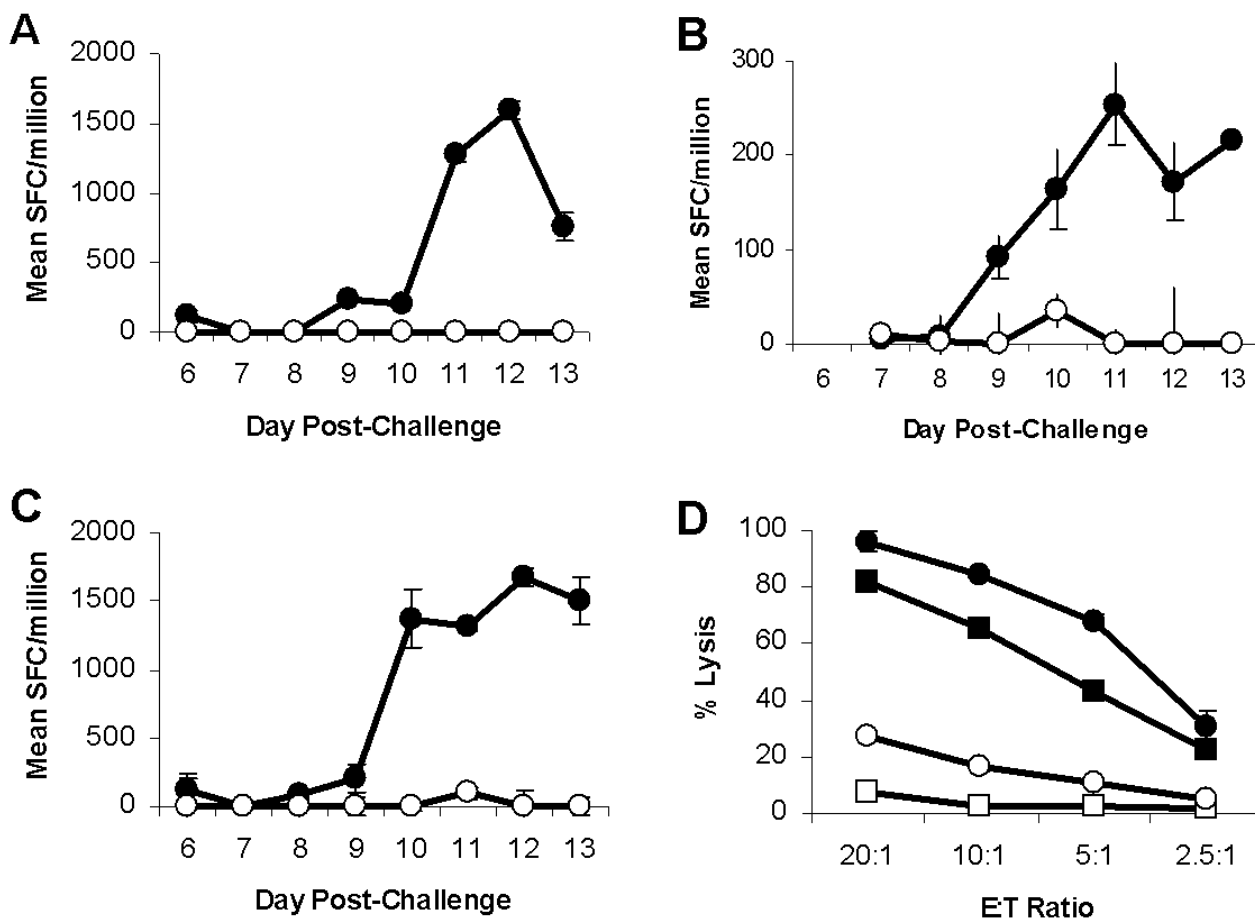 A
Mean SFC/million
2000
1500
1000
500
0
6 7 8 9 10 11 12 13
Day Post-Challenge
B
Mean SFC/million
300
200
100
0
6 7 8 9 10 11 12 13
Day Post-Challenge
C
Mean SFC/million
2000
1500
1000
500
0
6 7 8 9 10 11 12 13
Day Post-Challenge
D
% Lysis
100
80
60
40
20
0
20:1 10:1 5:1 2.5:1
E:T Ratio